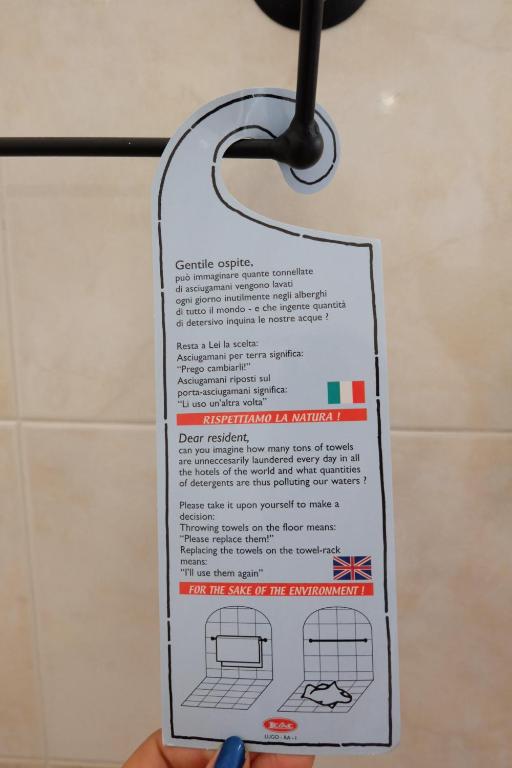 Gentile ospite,
può immaginare quante tonnellate
di asciugamani vengono lavati
ogni giorno inutilmente negli alberghi
di tutto il mondo - e che ingente quantità
di detersivo inquina le nostre acque ?
Resta a Lei la scelta:
Asciugamani per terra significa:
"Prego cambiarli!"
Asciugamani riposti sul
porta-asciugamani significa:
"Li uso un'altra volta"
RISPETTIAMO LA NATURA !
Dear resident,
can you imagine how many tons of towels
are unneccesarily laundered every day in all
the hotels of the world and what quantities
of detergents are thus polluting our waters ?
Please take it upon yourself to make a
decision:
Throwing towels on the floor means:
"Please replace them!"
Replacing the towels on the towel-rack
means:
"I'll use them again"
FOR THE SAKE OF THE ENVIRONMENT !
LUGO - RA - I